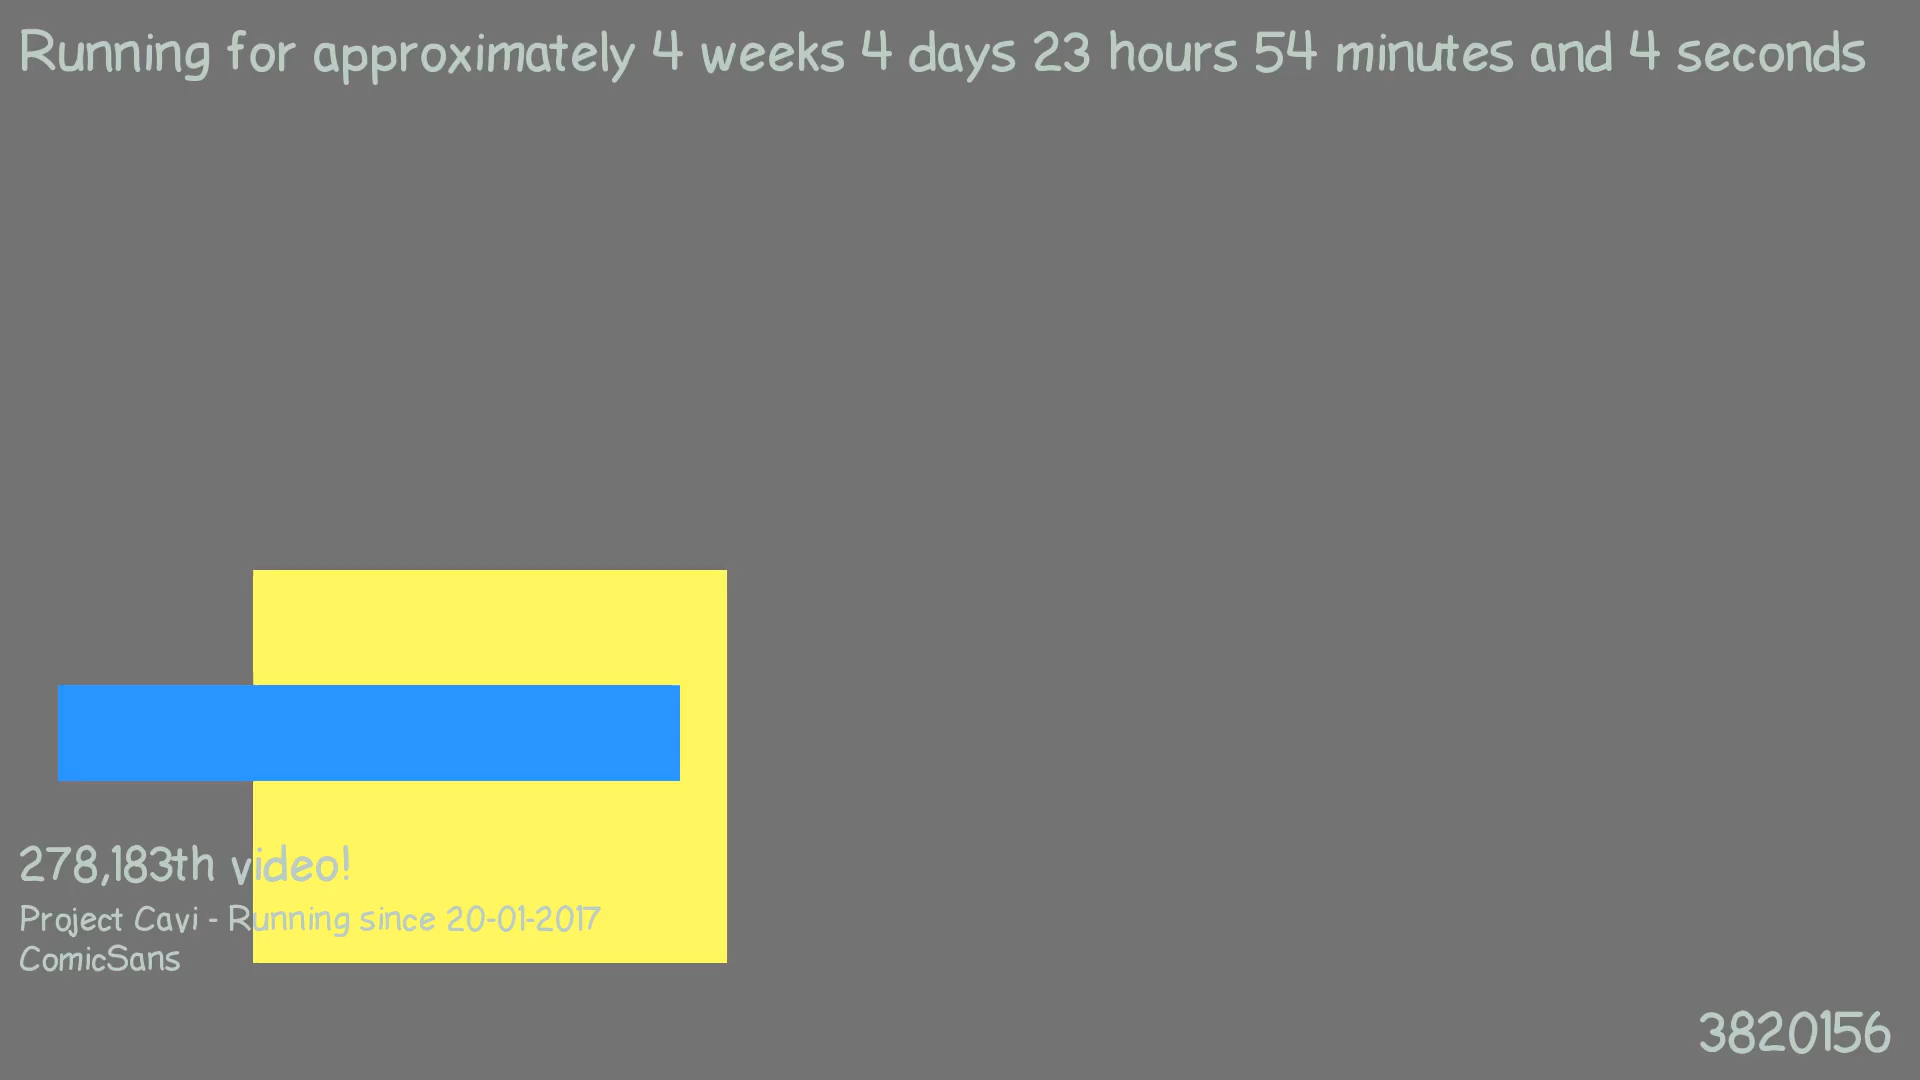 Running for approximately 4 weeks 4 days 23 hours 54 minutes and 4 seconds
278,183th video!
Project Cavi - Running since 20-01-2017
ComicSans
3820156